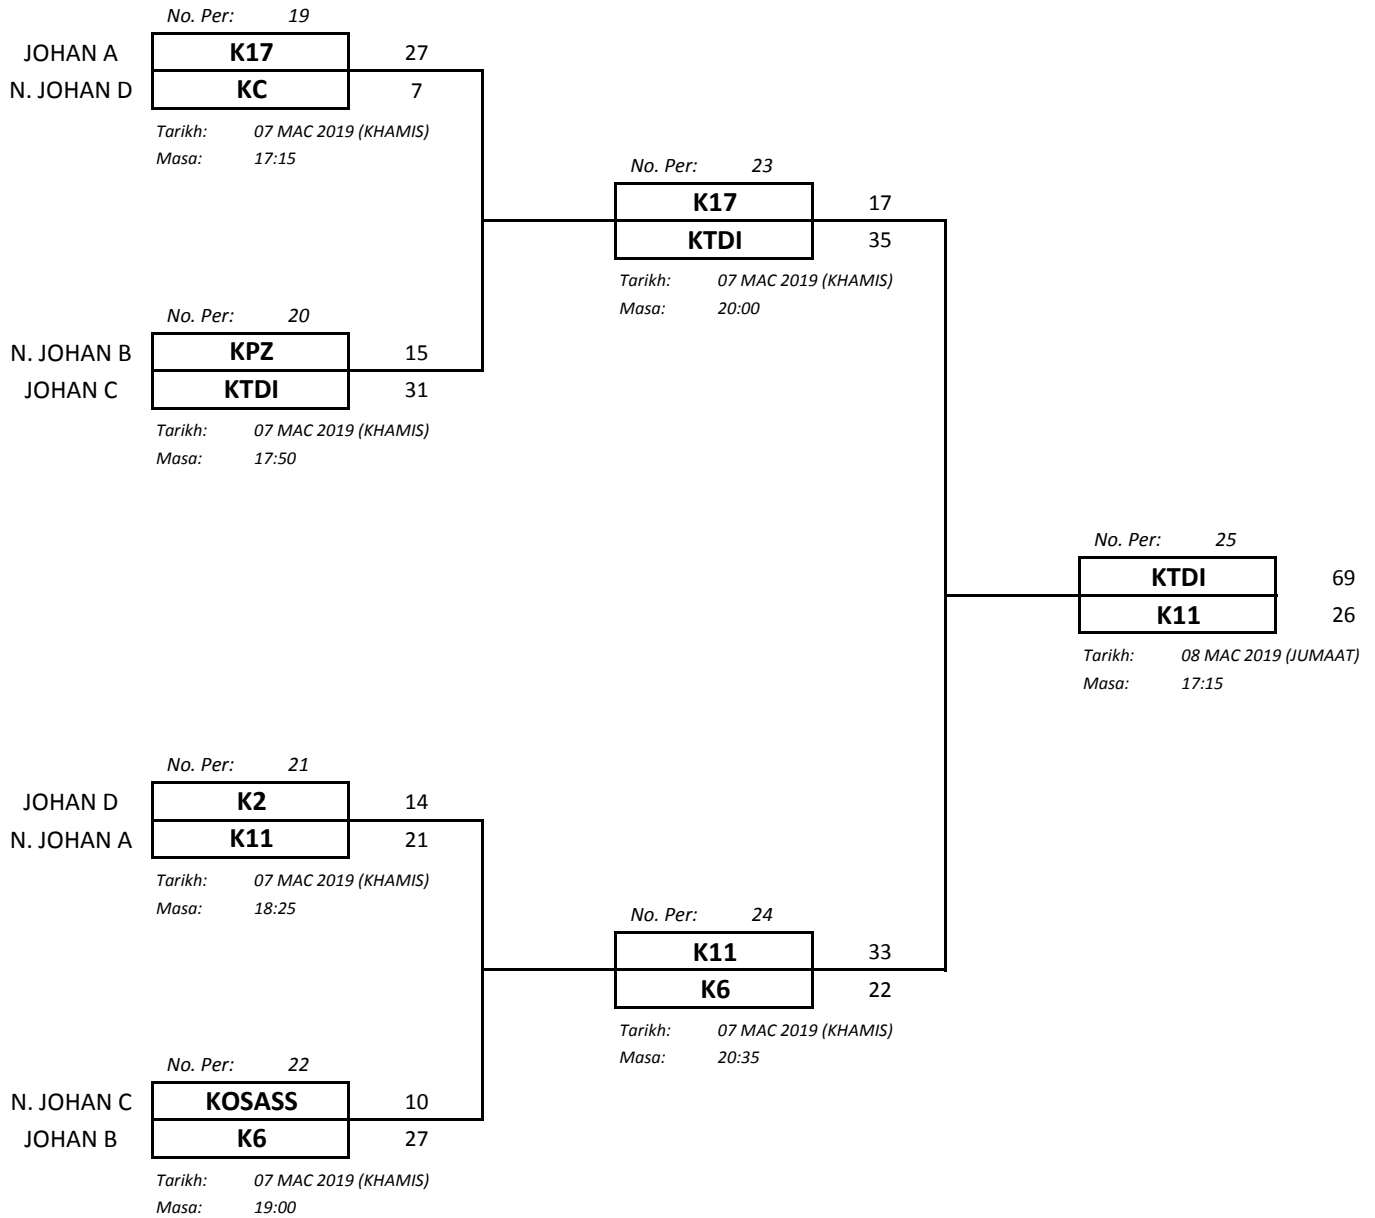 No. Per: 19
JOHAN A K17 27
N. JOHAN D KC 7
Tarikh: 07 MAC 2019 (KHAMIS)
Masa: 17:15
No. Per: 23
K17 17
KTDI 35
Tarikh: 07 MAC 2019 (KHAMIS)
Masa: 20:00
No. Per: 20
N. JOHAN B KPZ 15
JOHAN C KTDI 31
Tarikh: 07 MAC 2019 (KHAMIS)
Masa: 17:50
No. Per: 25
KTDI 69
K11 26
Tarikh: 08 MAC 2019 (JUMAAT)
Masa: 17:15
No. Per: 21
JOHAN D K2 14
N. JOHAN A K11 21
Tarikh: 07 MAC 2019 (KHAMIS)
Masa: 18:25
No. Per: 24
K11 33
K6 22
Tarikh: 07 MAC 2019 (KHAMIS)
Masa: 20:35
No. Per: 22
N. JOHAN C KOSASS 10
JOHAN B K6 27
Tarikh: 07 MAC 2019 (KHAMIS)
Masa: 19:00